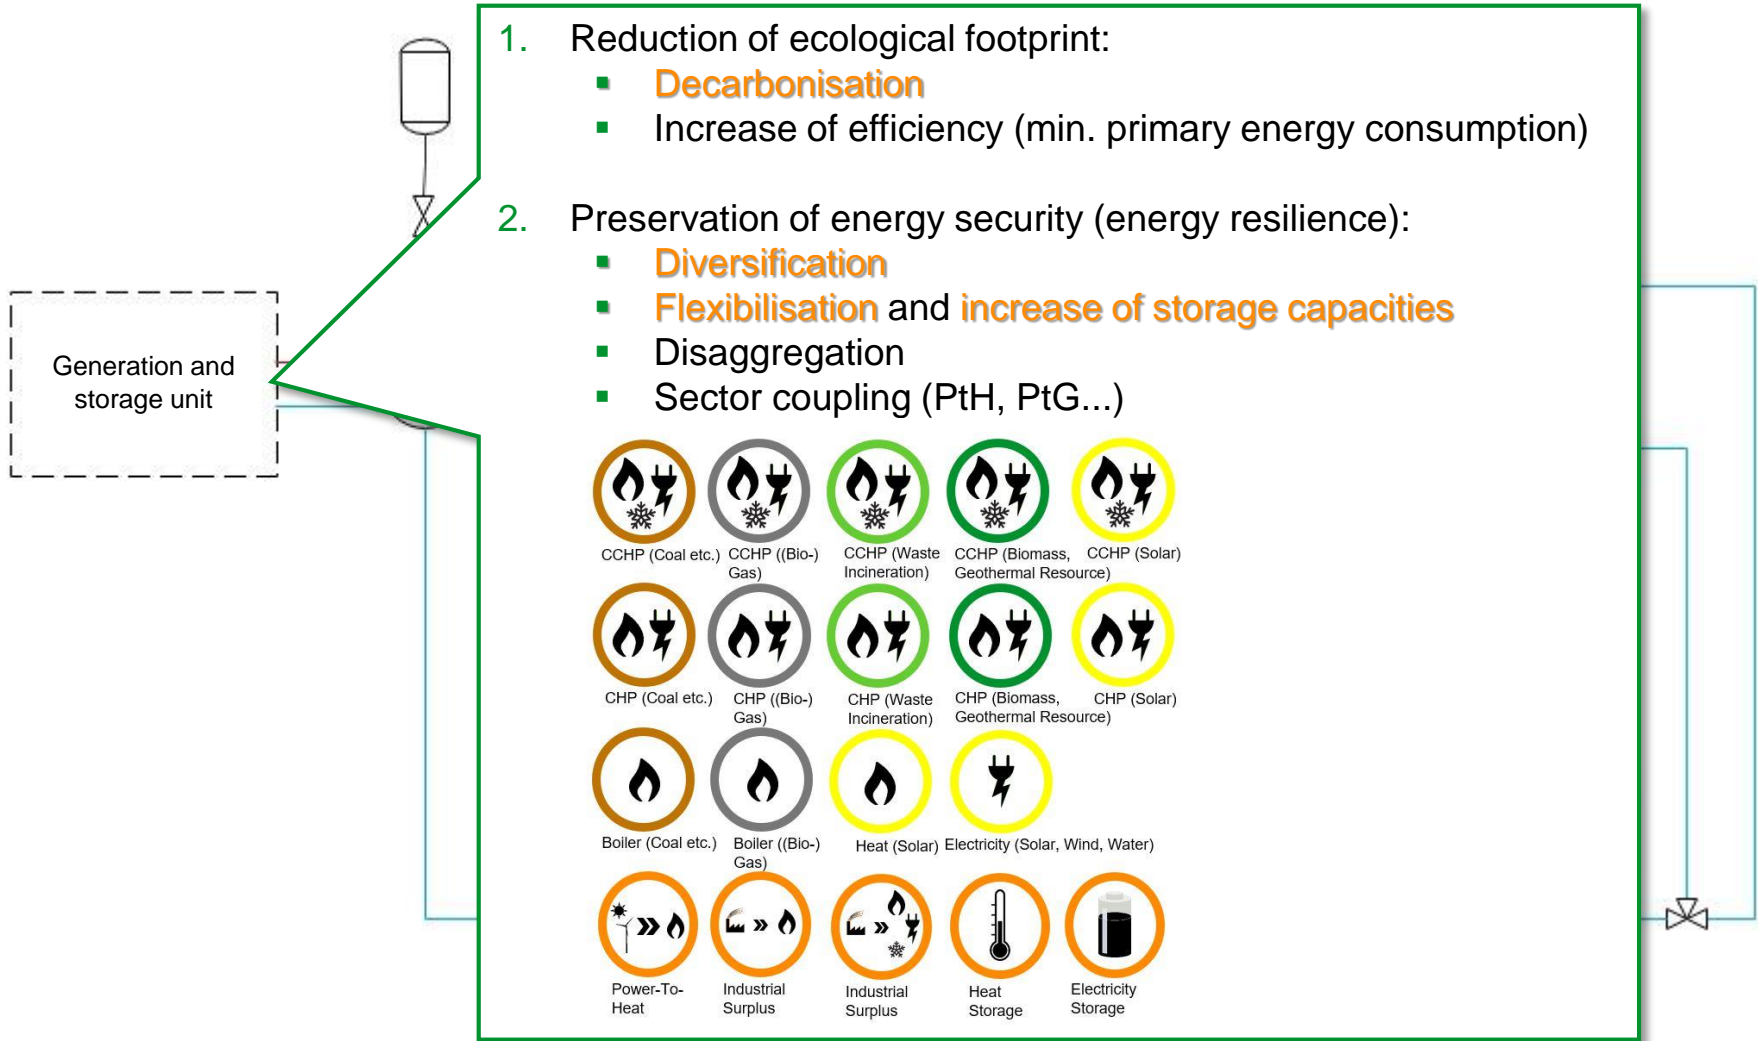 1. Reduction of ecological footprint:
▪ Decarbonisation
▪ Increase of efficiency (min. primary energy consumption)
2. Preservation of energy security (energy resilience):
▪ Diversification
▪ Flexibilisation and increase of storage capacities
▪ Disaggregation
▪ Sector coupling (PtH, PtG...)
Generation and
storage unit
CCHP (Coal etc.)
CCHP ((Bio-)
Gas)
CCHP (Waste
Incineration)
CCHP (Biomass,
Geothermal Resource)
CCHP (Solar)
CHP (Coal etc.)
CHP ((Bio-)
Gas)
CHP (Waste
Incineration)
CHP (Biomass,
Geothermal Resource)
CHP (Solar)
Boiler (Coal etc.)
Boiler ((Bio-)
Gas)
Heat (Solar)
Electricity (Solar, Wind, Water)
Power-To-
Heat
Industrial
Surplus
Industrial
Surplus
Heat
Storage
Electricity
Storage